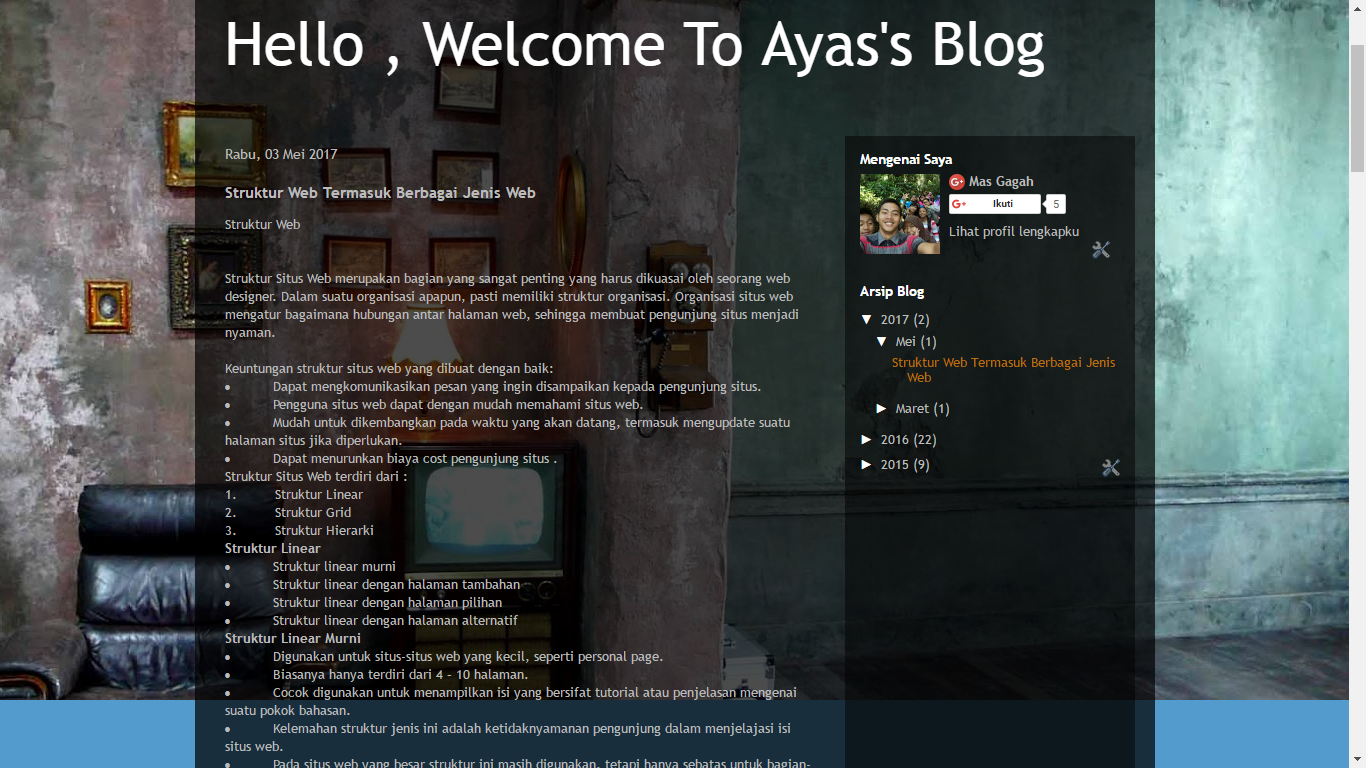 Hello , Welcome To Ayas's Blog
Rabu, 03 Mei 2017
Struktur Web Termasuk Berbagai Jenis Web
Struktur Web
Struktur Situs Web merupakan bagian yang sangat penting yang harus dikuasai oleh seorang web
designer. Dalam suatu organisasi apapun, pasti memiliki struktur organisasi. Organisasi situs web
mengatur bagaimana hubungan antar halaman web, sehingga membuat pengunjung situs menjadi
nyaman.
Keuntungan struktur situs web yang dibuat dengan baik:
• Dapat mengkomunikasikan pesan yang ingin disampaikan kepada pengunjung situs.
• Pengguna situs web dapat dengan mudah memahami situs web.
• Mudah untuk dikembangkan pada waktu yang akan datang, termasuk mengupdate suatu
halaman situs jika diperlukan.
• Dapat menurunkan biaya cost pengunjung situs .
Struktur Situs Web terdiri dari :
1. Struktur Linear
2. Struktur Grid
3. Struktur Hierarki
Struktur Linear
• Struktur linear murni
• Struktur linear dengan halaman tambahan
• Struktur linear dengan halaman pilihan
• Struktur linear dengan halaman alternatif
Struktur Linear Murni
• Digunakan untuk situs-situs web yang kecil, seperti personal page.
• Biasanya hanya terdiri dari 4 – 10 halaman.
• Cocok digunakan untuk menampilkan isi yang bersifat tutorial atau penjelasan mengenai
suatu pokok bahasan.
• Kelemahan struktur jenis ini adalah ketidaknyamanan pengunjung dalam menjelajasi isi
situs web.
• Pada situs web yang besar struktur ini masih digunakan, tetapi hanya sebatas untuk bagian-
Mengenai Saya
G+ Mas Gagah
G+ Ikuti 5
Lihat profil lengkapku
Arsip Blog
▼ 2017 (2)
▼ Mei (1)
Struktur Web Termasuk Berbagai Jenis
Web
► Maret (1)
► 2016 (22)
► 2015 (9)